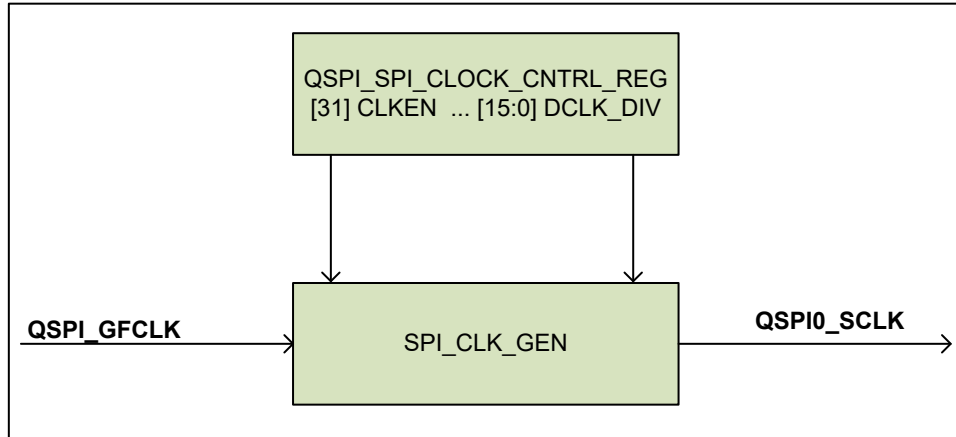 QSPI_SPI_CLOCK_CNTRL_REG
[31] CLKEN ... [15:0] DCLK_DIV
QSPI_GFCLK
SPI_CLK_GEN
QSPI0_SCLK